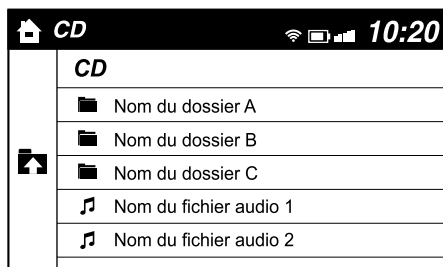 CD 10:20
CD
Nom du dossier A
Nom du dossier B
Nom du dossier C
Nom du fichier audio 1
Nom du fichier audio 2